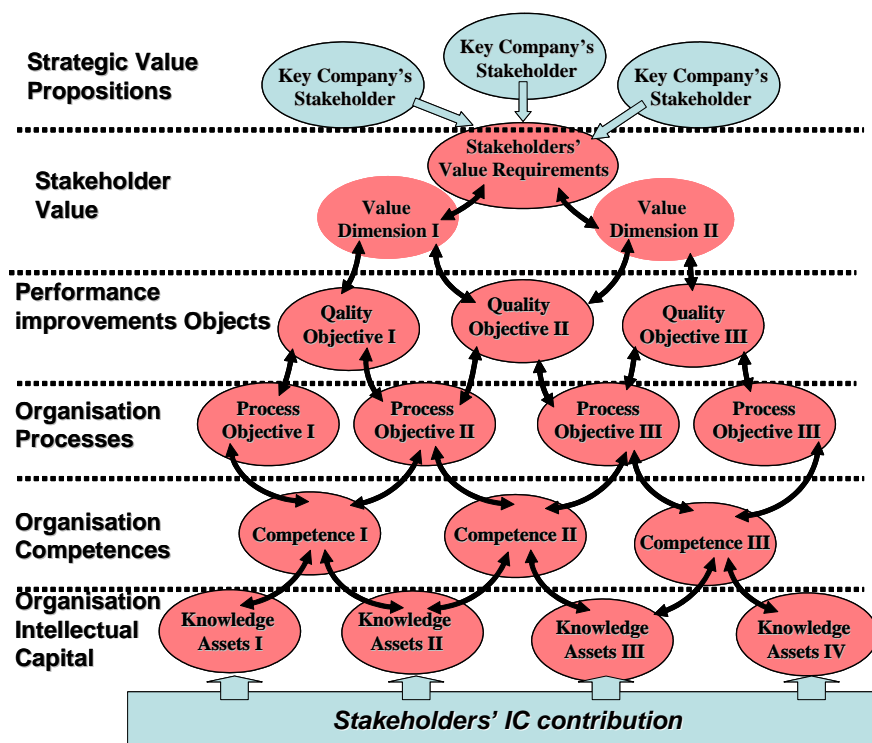 Strategic Value
Propositions
Key Company's
Stakeholder
Key Company's
Stakeholder
Key Company's
Stakeholder
Stakeholder
Value
Stakeholders'
Value Requirements
Value
Dimension I
Value
Dimension II
Performance
improvements Objects
Qality
Objective I
Quality
Objective II
Quality
Objective III
Organisation
Processes
Process
Objective I
Process
Objective II
Process
Objective III
Process
Objective III
Organisation
Competences
Competence I
Competence II
Competence III
Organisation
Intellectual
Capital
Knowledge
Assets I
Knowledge
Assets II
Knowledge
Assets III
Knowledge
Assets IV
Stakeholders' IC contribution